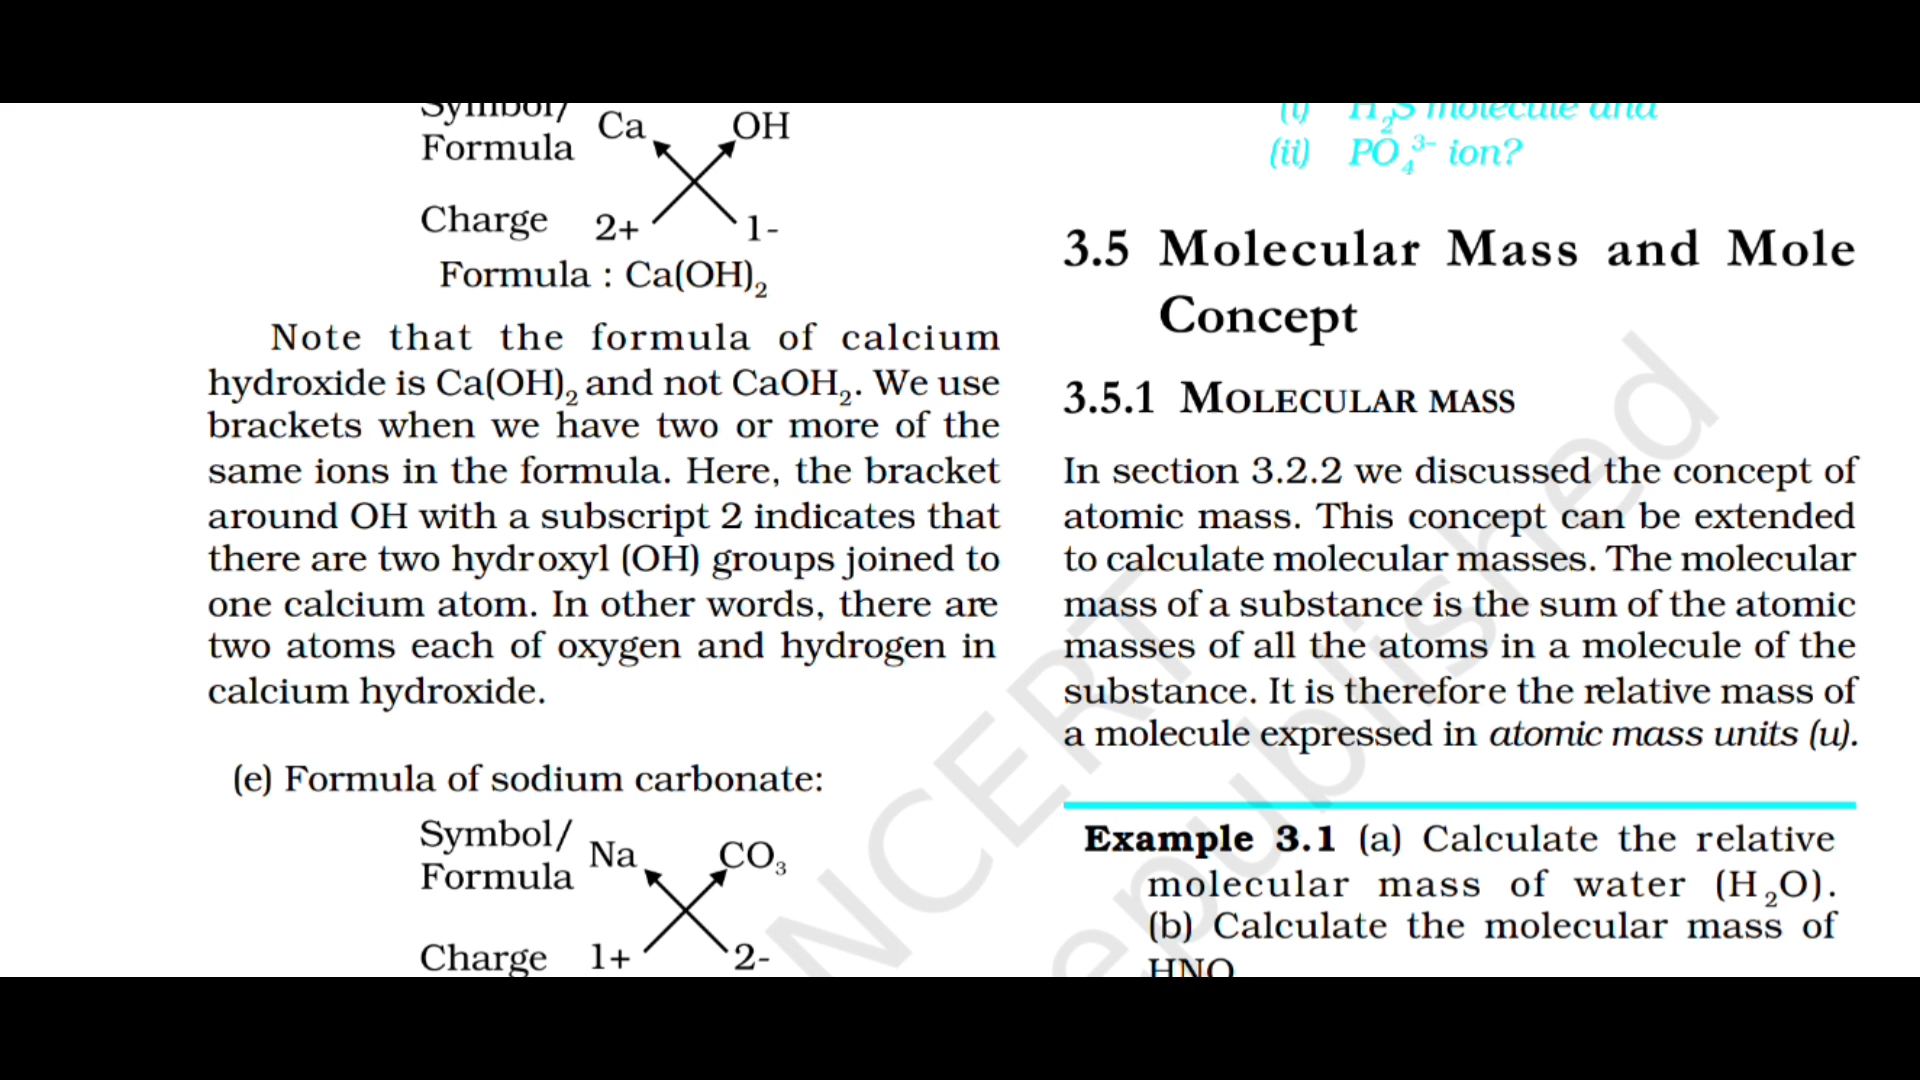 Symbol/
Formula
Ca
OH
Charge
2+
1-
Formula : Ca(OH)₂
Note that the formula of calcium
hydroxide is Ca(OH)₂ and not CaOH₂. We use
brackets when we have two or more of the
same ions in the formula. Here, the bracket
around OH with a subscript 2 indicates that
there are two hydroxyl (OH) groups joined to
one calcium atom. In other words, there are
two atoms each of oxygen and hydrogen in
calcium hydroxide.
(e) Formula of sodium carbonate:
Symbol/
Formula
Na
CO₃
Charge
1+
2-
(i) H₂S molecule and
(ii) PO₄³⁻ ion?
3.5 Molecular Mass and Mole
Concept
3.5.1 MOLECULAR MASS
In section 3.2.2 we discussed the concept of
atomic mass. This concept can be extended
to calculate molecular masses. The molecular
mass of a substance is the sum of the atomic
masses of all the atoms in a molecule of the
substance. It is therefore the relative mass of
a molecule expressed in atomic mass units (u).
Example 3.1 (a) Calculate the relative
molecular mass of water (H₂O).
(b) Calculate the molecular mass of
HNO
NCERT
epublished